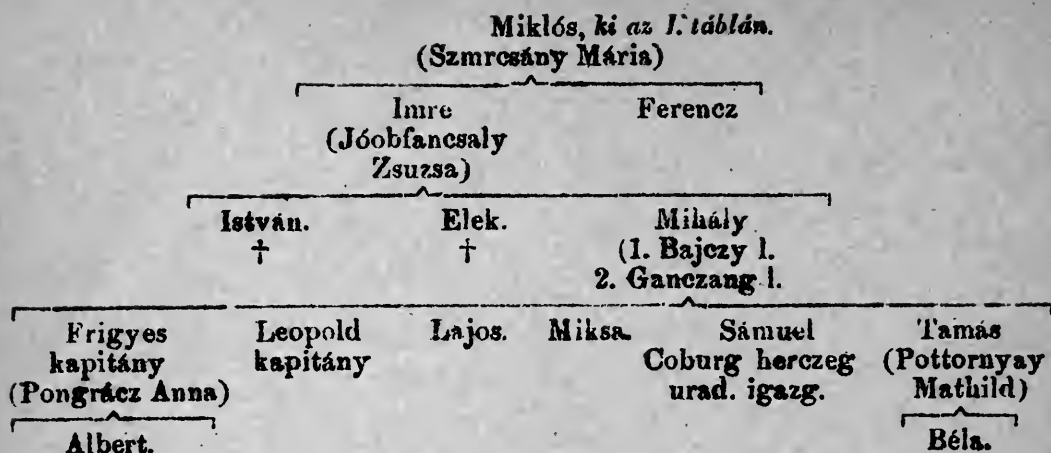 Miklós, ki az I. táblán.
(Szmrcsány Mária)
Imre Ferencz
(Jóobfancsaly
Zsuzsa)
István. Elek. Mihály
† † (1. Bajczy l.
2. Ganczang l.
Frigyes Leopold Lajos. Miksa. Sámuel Tamás
kapitány kapitány Coburg herczeg (Pottornyay
(Pongrácz Anna) urad. igazg. Mathild)
Albert. Béla.